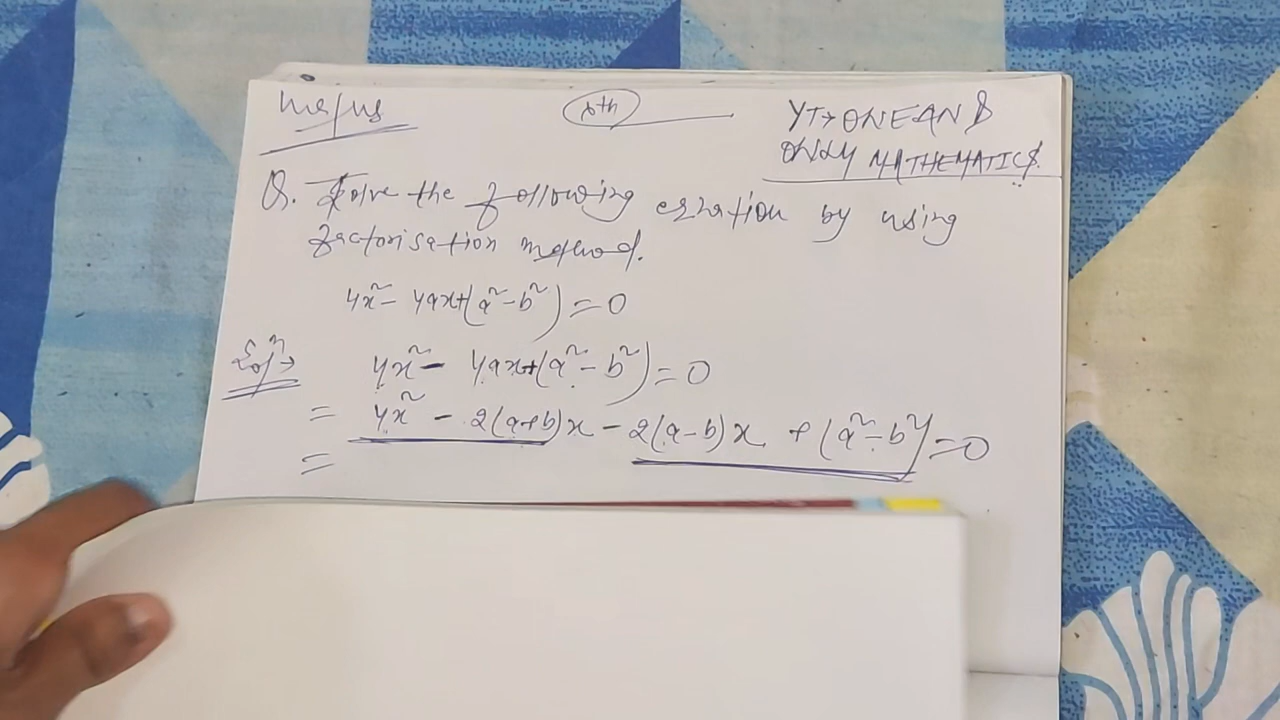 Maths
10th
YT→ ONE AND
ONLY MATHEMATICS.
Q. Solve the following equation by using
factorisation method.
4x² - 4ax+(a²-b²)=0
Solⁿ→ 4x² - 4ax+(a²-b²)=0
= 4x² - 2(a+b)x - 2(a-b)x + (a²-b²)=0
=